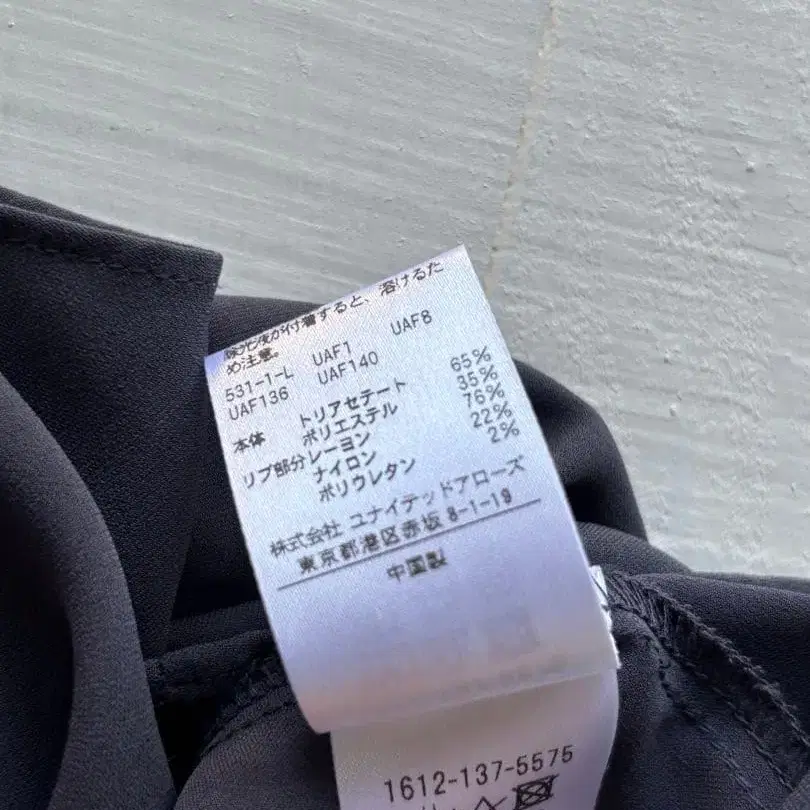 除光液が付着すると、溶けるた
め注意。
531-1-L UAF1 UAF8
UAF136 UAF140
本体 トリアセテート 65%
ポリエステル 35%
リブ部分レーヨン 76%
ナイロン 22%
ポリウレタン 2%
株式会社 ユナイテッドアローズ
東京都港区赤坂 8-1-19
中国製
1612-137-5575